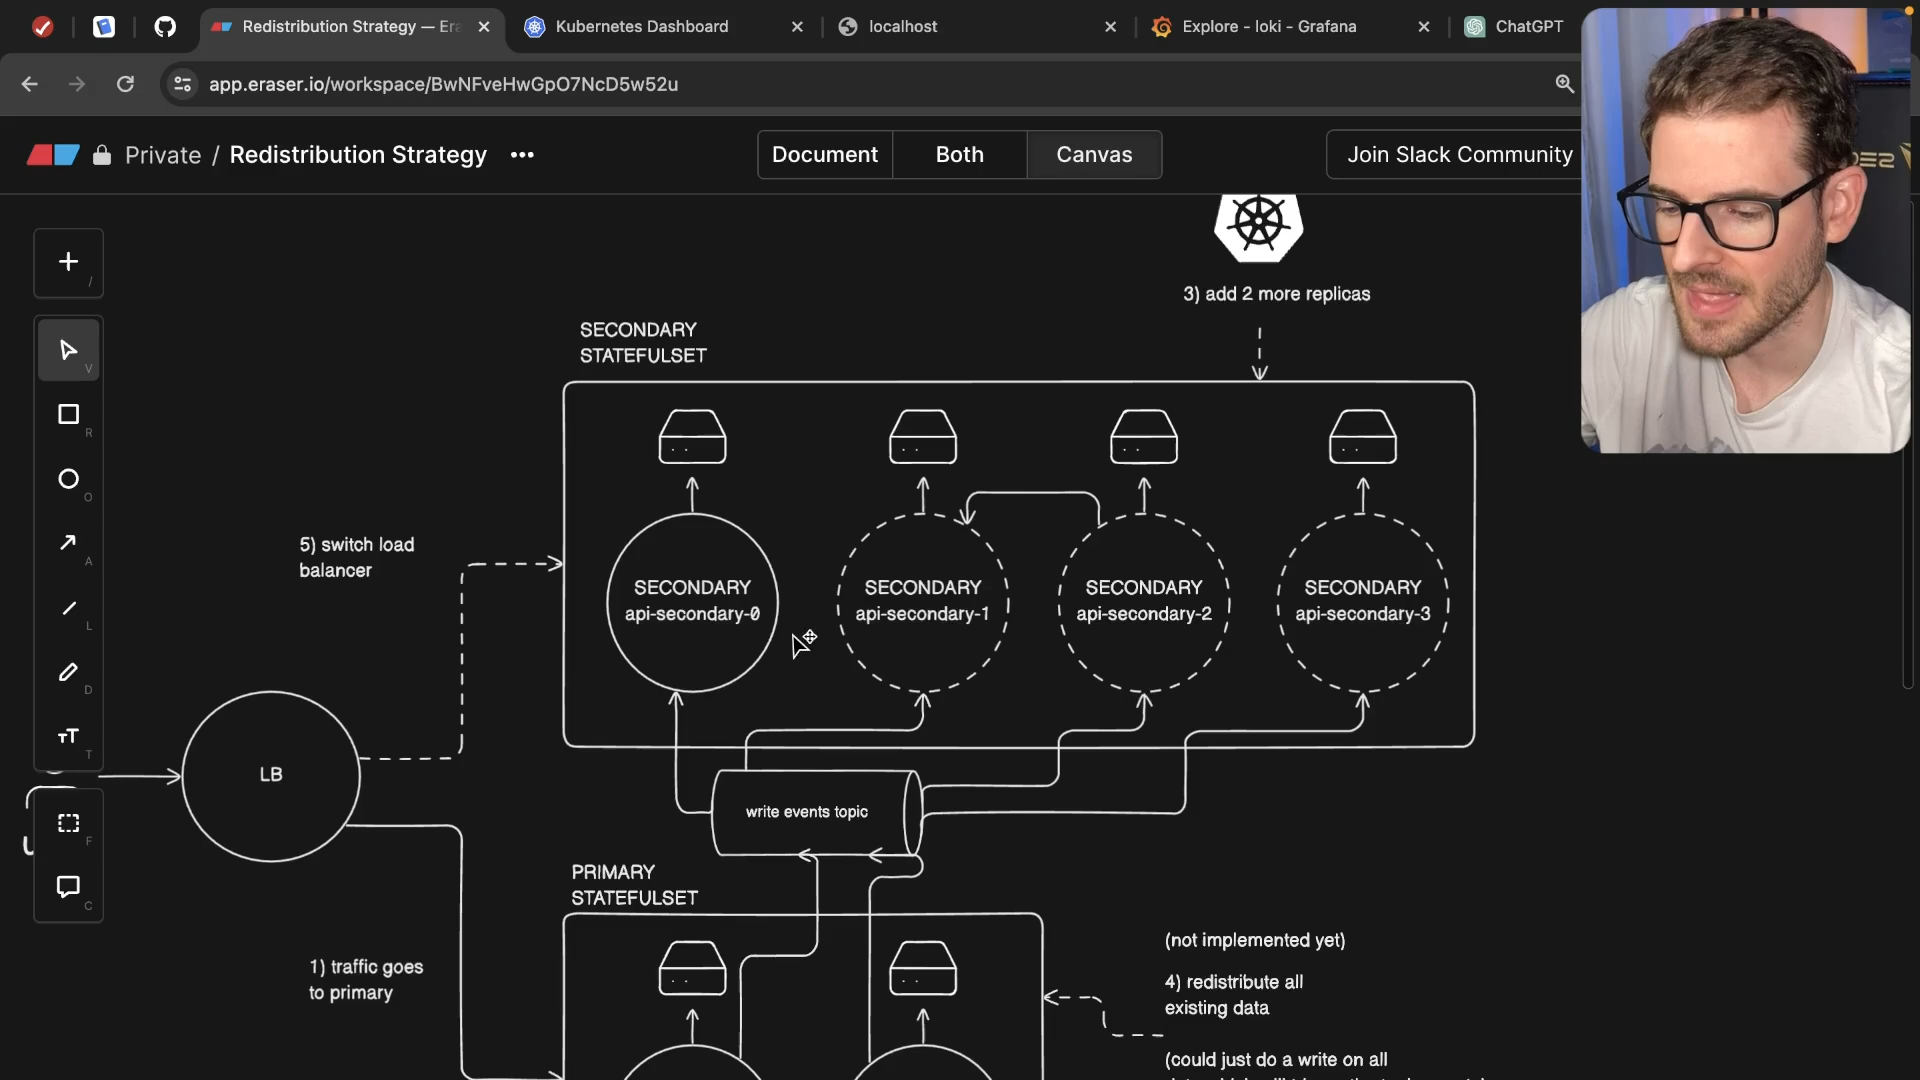 Redistribution Strategy — Era
Kubernetes Dashboard
localhost
Explore - loki - Grafana
ChatGPT
app.eraser.io/workspace/BwNFveHwGpO7NcD5w52u
Private / Redistribution Strategy
Document
Both
Canvas
Join Slack Community
/
V
R
O
A
L
D
T
F
C
3) add 2 more replicas
SECONDARY
STATEFULSET
5) switch load
balancer
SECONDARY
api-secondary-0
SECONDARY
api-secondary-1
SECONDARY
api-secondary-2
SECONDARY
api-secondary-3
LB
write events topic
PRIMARY
STATEFULSET
1) traffic goes
to primary
(not implemented yet)
4) redistribute all
existing data
(could just do a write on all